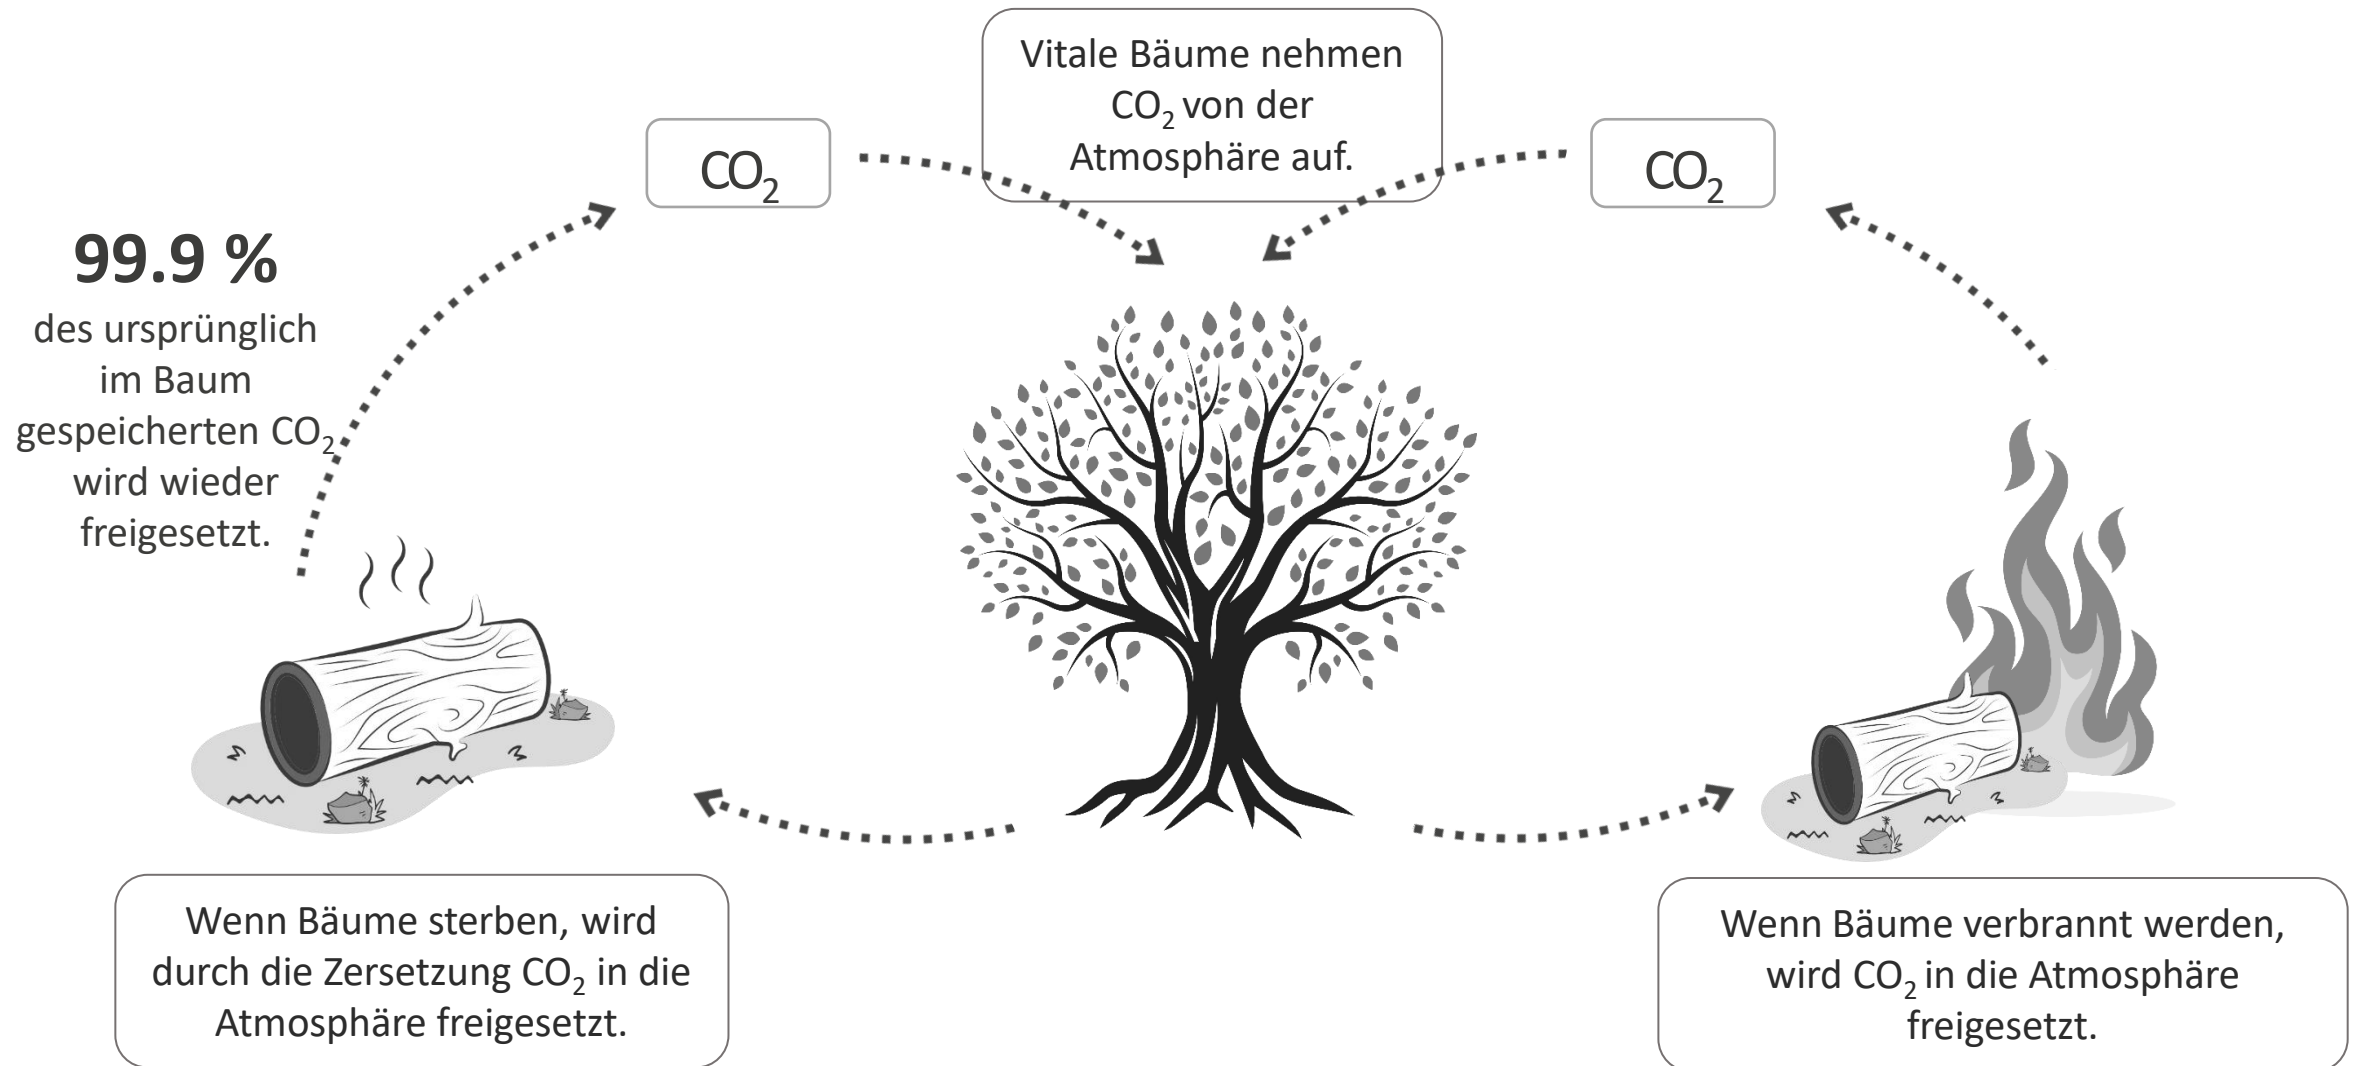 Vitale Bäume nehmen
CO₂ von der
Atmosphäre auf.
CO₂
CO₂
99.9 %
des ursprünglich
im Baum
gespeicherten CO₂
wird wieder
freigesetzt.
Wenn Bäume sterben, wird
durch die Zersetzung CO₂ in die
Atmosphäre freigesetzt.
Wenn Bäume verbrannt werden,
wird CO₂ in die Atmosphäre
freigesetzt.